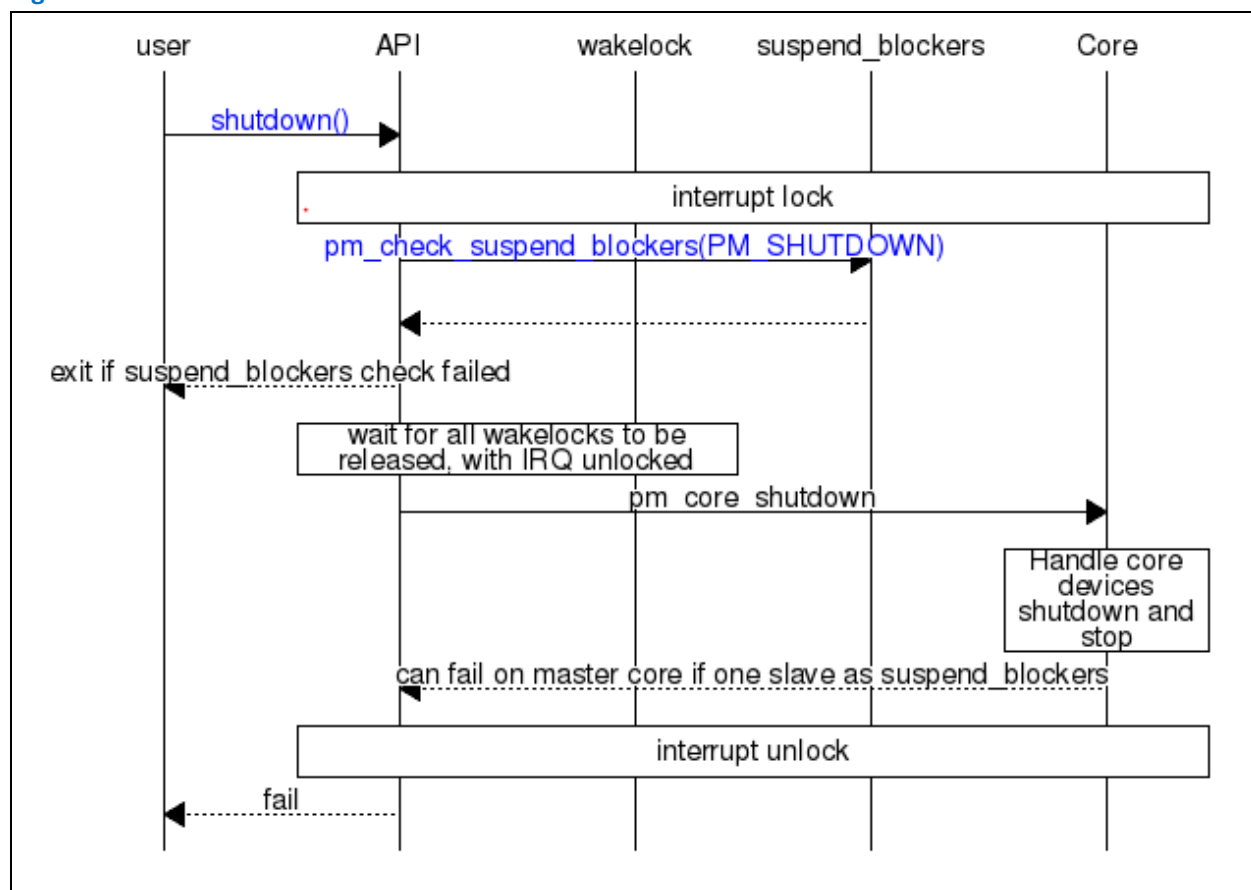 user API wakelock suspend_blockers Core
shutdown()
interrupt lock
pm_check_suspend_blockers(PM_SHUTDOWN)
exit if suspend_blockers check failed
wait for all wakelocks to be
released, with IRQ unlocked
pm_core_shutdown
Handle core
devices
shutdown and
stop
can fail on master core if one slave as suspend_blockers
interrupt unlock
fail